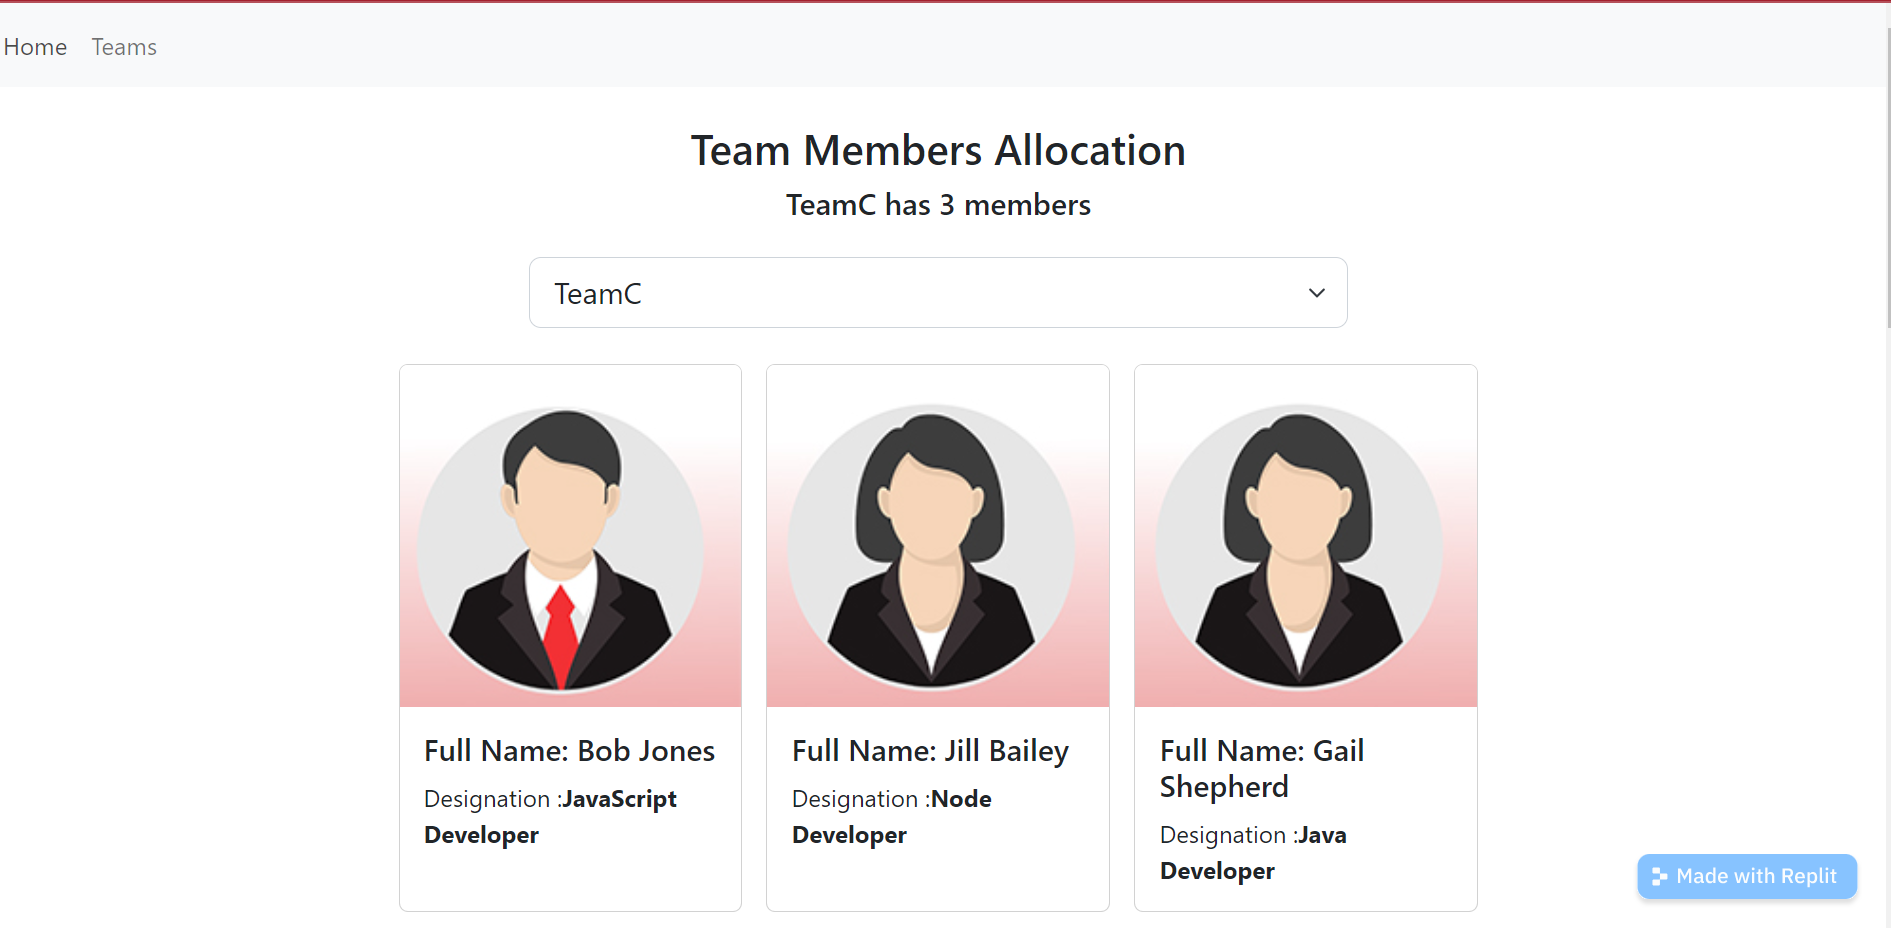 Home Teams
Team Members Allocation
TeamC has 3 members
TeamC
Full Name: Bob Jones
Designation :JavaScript
Developer
Full Name: Jill Bailey
Designation :Node
Developer
Full Name: Gail
Shepherd
Designation :Java
Developer
Made with Replit